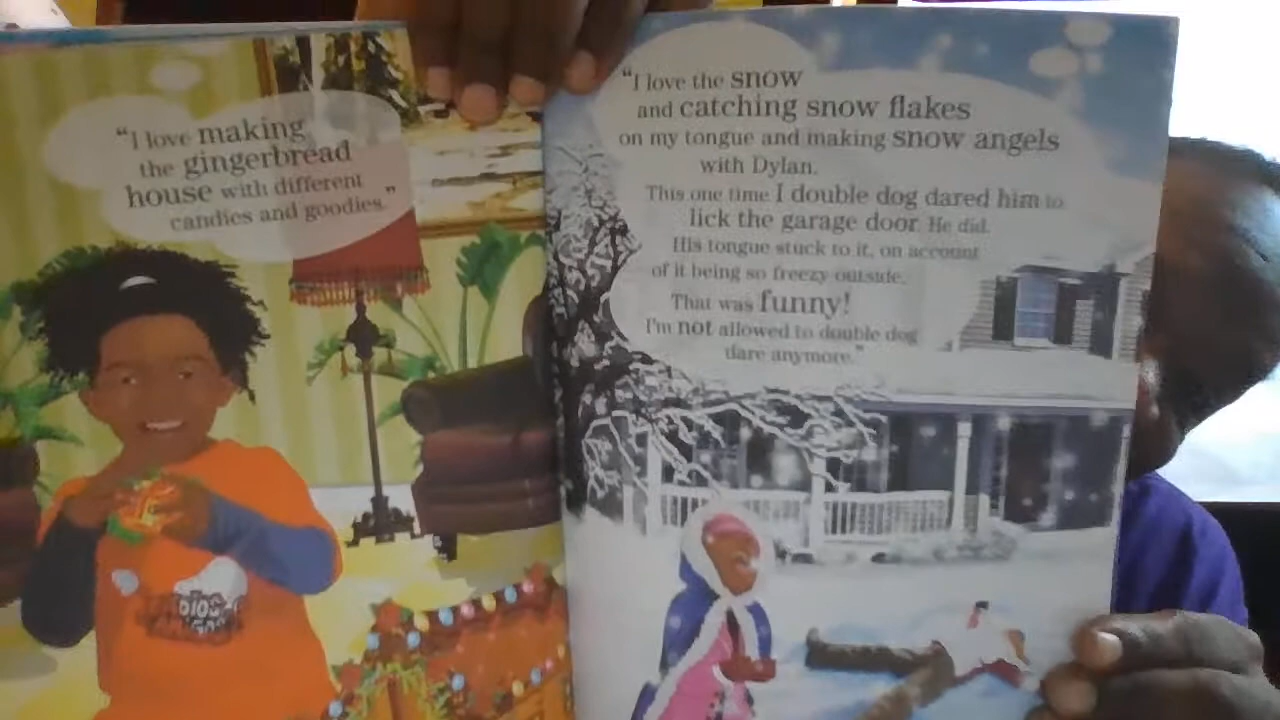 "I love making
the gingerbread
house with different
candies and goodies."
"I love the snow
and catching snow flakes
on my tongue and making snow angels
with Dylan.
This one time I double dog dared him to
lick the garage door. He did.
His tongue stuck to it, on account
of it being so freezy outside.
That was funny!
I'm not allowed to double dog
dare anymore."